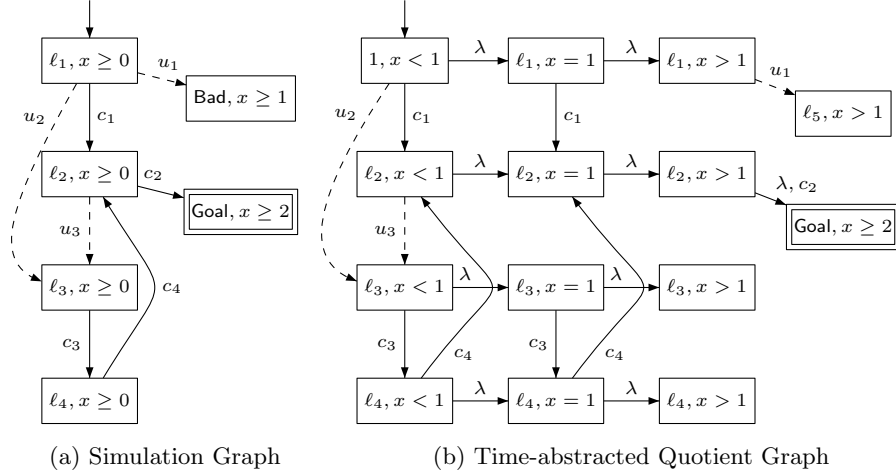 ℓ₁, x ≥ 0
u₁
Bad, x ≥ 1
u₂
c₁
ℓ₂, x ≥ 0
c₂
Goal, x ≥ 2
u₃
ℓ₃, x ≥ 0
c₄
c₃
ℓ₄, x ≥ 0
(a) Simulation Graph
1, x < 1
λ
ℓ₁, x = 1
λ
ℓ₁, x > 1
u₁
ℓ₅, x > 1
u₂
c₁
c₁
ℓ₂, x < 1
λ
ℓ₂, x = 1
λ
ℓ₂, x > 1
λ, c₂
Goal, x ≥ 2
u₃
ℓ₃, x < 1
λ
ℓ₃, x = 1
λ
ℓ₃, x > 1
c₃
c₄
c₃
c₄
ℓ₄, x < 1
λ
ℓ₄, x = 1
λ
ℓ₄, x > 1
(b) Time-abstracted Quotient Graph